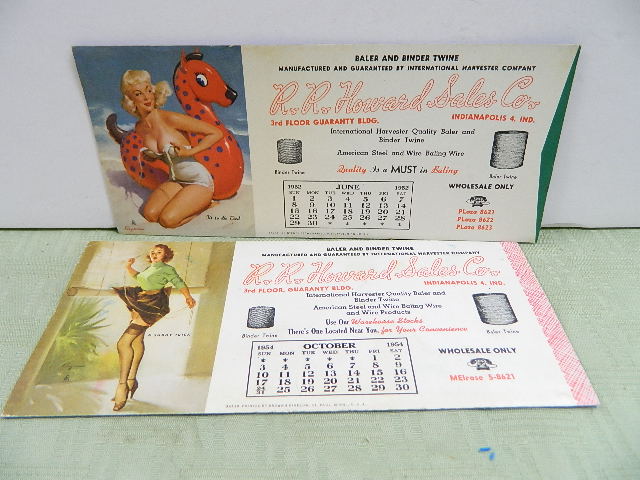 BALER AND BINDER TWINE
MANUFACTURED AND GUARANTEED BY INTERNATIONAL HARVESTER COMPANY
R. R. Howard Sales Co.
3rd FLOOR GUARANTY BLDG. INDIANAPOLIS 4, IND.
International Harvester Quality Baler and
Binder Twine
American Steel and Wire Baling Wire
Binder Twine
Baler Twine
Quality Is a MUST in Baling
1952 JUNE 1952
SUN. MON. TUE. WED. THU. FRI. SAT.
1 2 3 4 5 6 7
8 9 10 11 12 13 14
15 16 17 18 19 20 21
22 23 24 25 26 27 28
29 30
WHOLESALE ONLY
PLaza 8621
PLaza 8622
PLaza 8623
BALER AND BINDER TWINE
MANUFACTURED AND GUARANTEED BY INTERNATIONAL HARVESTER COMPANY
R. R. Howard Sales Co.
3rd FLOOR, GUARANTY BLDG. INDIANAPOLIS 4, IND.
International Harvester Quality Baler and
Binder Twine
American Steel and Wire Baling Wire
and Wire Products
Use Our Warehouse Stocks
There's One Located Near You, for Your Convenience
Binder Twine
Baler Twine
1954 OCTOBER 1954
SUN. MON. TUE. WED. THU. FRI. SAT.
1 2
3 4 5 6 7 8 9
10 11 12 13 14 15 16
17 18 19 20 21 22 23
24 31 25 26 27 28 29 30
WHOLESALE ONLY
MElrose 5-8621